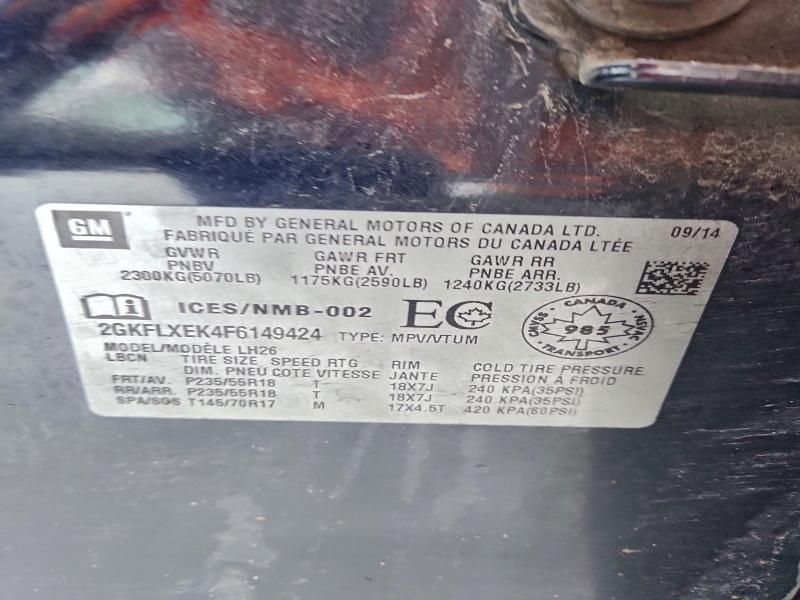 GM
MFD BY GENERAL MOTORS OF CANADA LTD. 09/14
FABRIQUÉ PAR GENERAL MOTORS DU CANADA LTÉE
GVWR GAWR FRT GAWR RR
PNBV PNBE AV. PNBE ARR.
2300KG(5070LB) 1175KG(2590LB) 1240KG(2733LB)
ICES/NMB-002 EC
2GKFLXEK4F6149424 TYPE: MPV/VTUM
CANADA
CMVSS 985 NSVAC
TRANSPORT
MODEL/MODÈLE LH26
LBCN TIRE SIZE SPEED RTG RIM COLD TIRE PRESSURE
DIM. PNEU COTE VITESSE JANTE PRESSION A FROID
FRT/AV. P235/55R18 T 18X7J 240 KPA(35PSI)
RR/ARR. P235/55R18 T 18X7J 240 KPA(35PSI)
SPA/SGS T145/70R17 M 17X4.5T 420 KPA(60PSI)